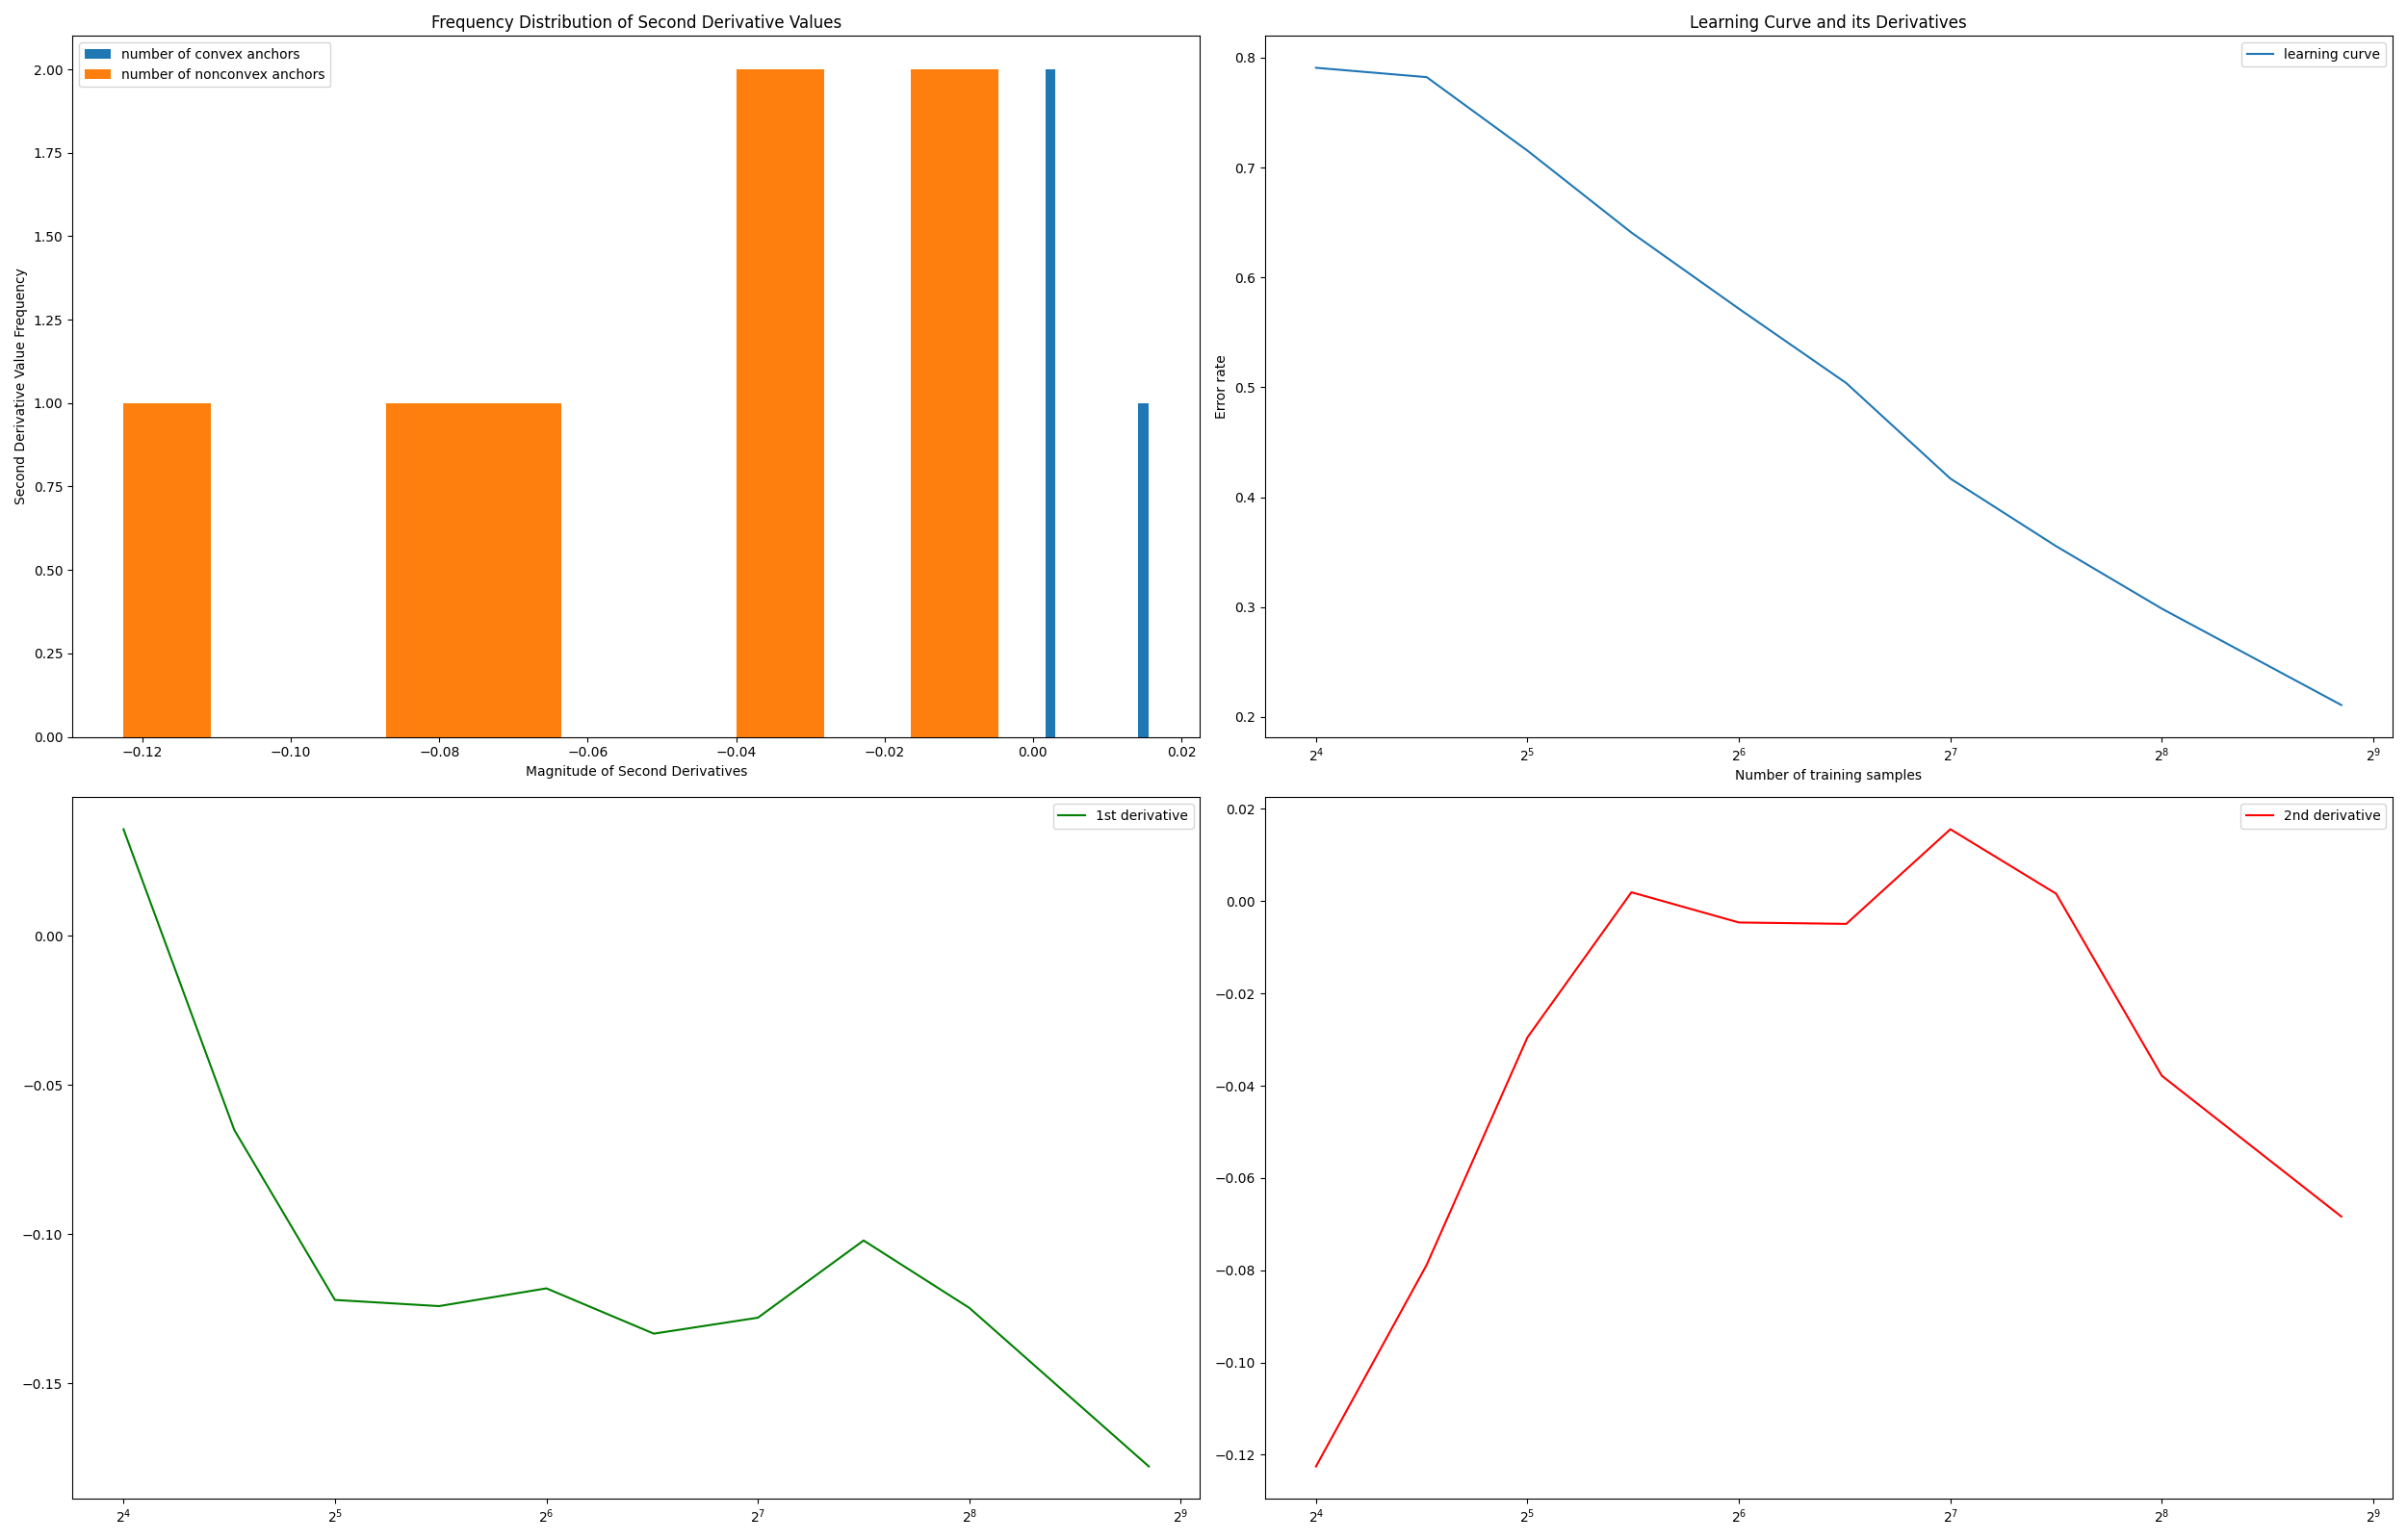 Frequency Distribution of Second Derivative Values
number of convex anchors
number of nonconvex anchors
2.00
1.75
1.50
1.25
1.00
0.75
0.50
0.25
0.00
Second Derivative Value Frequency
−0.12 −0.10 −0.08 −0.06 −0.04 −0.02 0.00 0.02
Magnitude of Second Derivatives
Learning Curve and its Derivatives
learning curve
0.8
0.7
0.6
0.5
0.4
0.3
0.2
Error rate
2⁴ 2⁵ 2⁶ 2⁷ 2⁸ 2⁹
Number of training samples
1st derivative
0.00
−0.05
−0.10
−0.15
2⁴ 2⁵ 2⁶ 2⁷ 2⁸ 2⁹
2nd derivative
0.02
0.00
−0.02
−0.04
−0.06
−0.08
−0.10
−0.12
2⁴ 2�5 2⁶ 2⁷ 2⁸ 2⁹